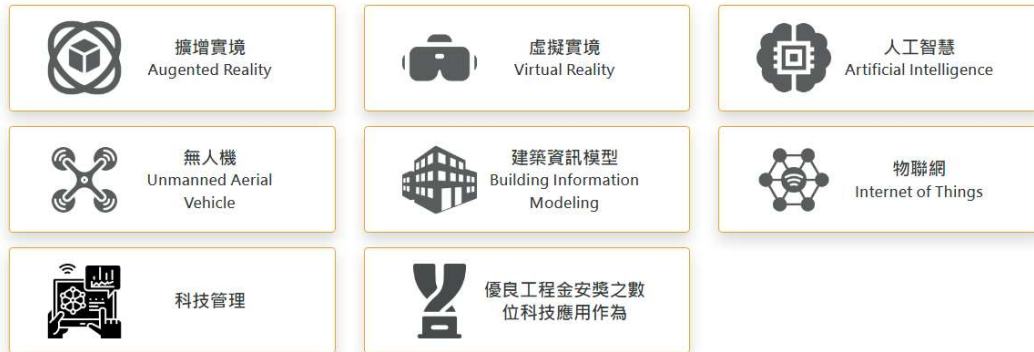 擴增實境
Augented Reality
虛擬實境
Virtual Reality
人工智慧
Artificial Intelligence
無人機
Unmanned Aerial
Vehicle
建築資訊模型
Building Information
Modeling
物聯網
Internet of Things
科技管理
優良工程金安獎之數
位科技應用作為